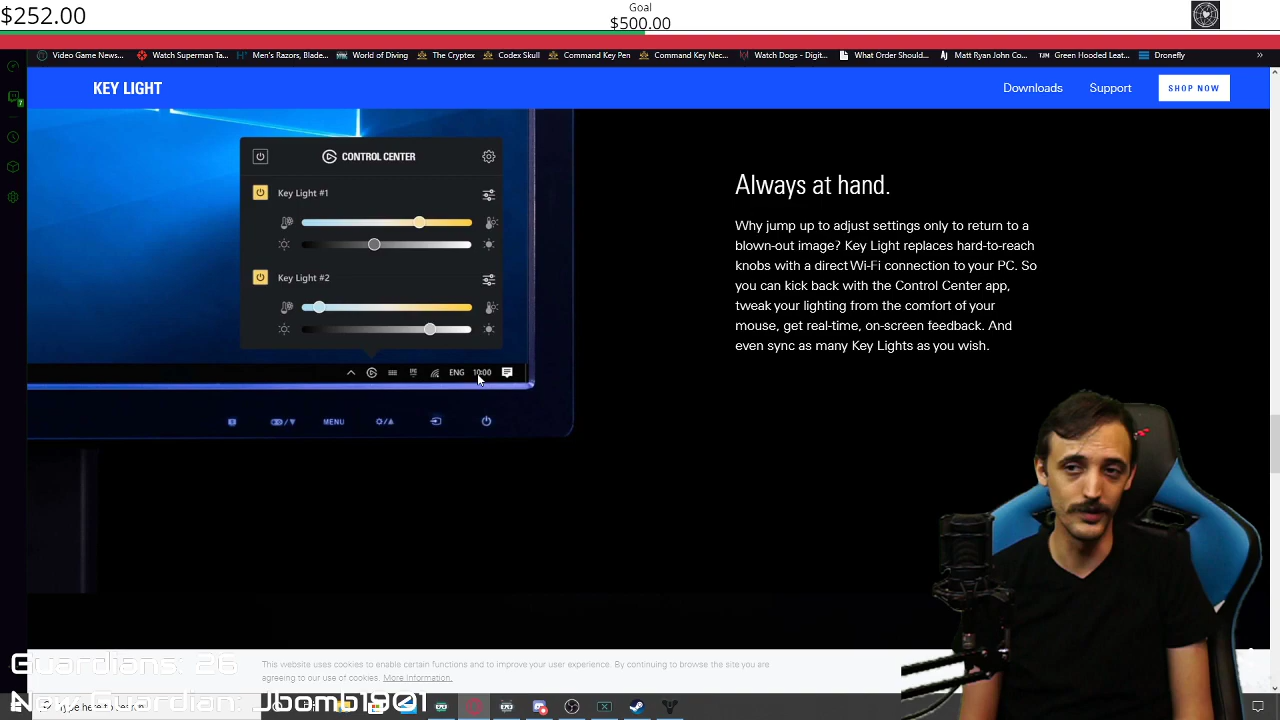 $252.00
Goal
$500.00
Video Game News...
Watch Superman Ta...
Men's Razors, Blade...
World of Diving
The Cryptex
Codex Skull
Command Key Pen
Command Key Nec...
Watch Dogs - Digit...
What Order Should...
Matt Ryan John Co...
Green Hooded Leat...
Dronefly
»
KEY LIGHT
Downloads
Support
SHOP NOW
CONTROL CENTER
Key Light #1
Key Light #2
ENG
10:00
MENU
Always at hand.
Why jump up to adjust settings only to return to a
blown-out image? Key Light replaces hard-to-reach
knobs with a direct Wi-Fi connection to your PC. So
you can kick back with the Control Center app,
tweak your lighting from the comfort of your
mouse, get real-time, on-screen feedback. And
even sync as many Key Lights as you wish.
This website uses cookies to enable certain functions and to improve your user experience. By continuing to browse the site you are
agreeing to our use of cookies. More Information.
Guardians: 26
New Guardian: Jbomb1901